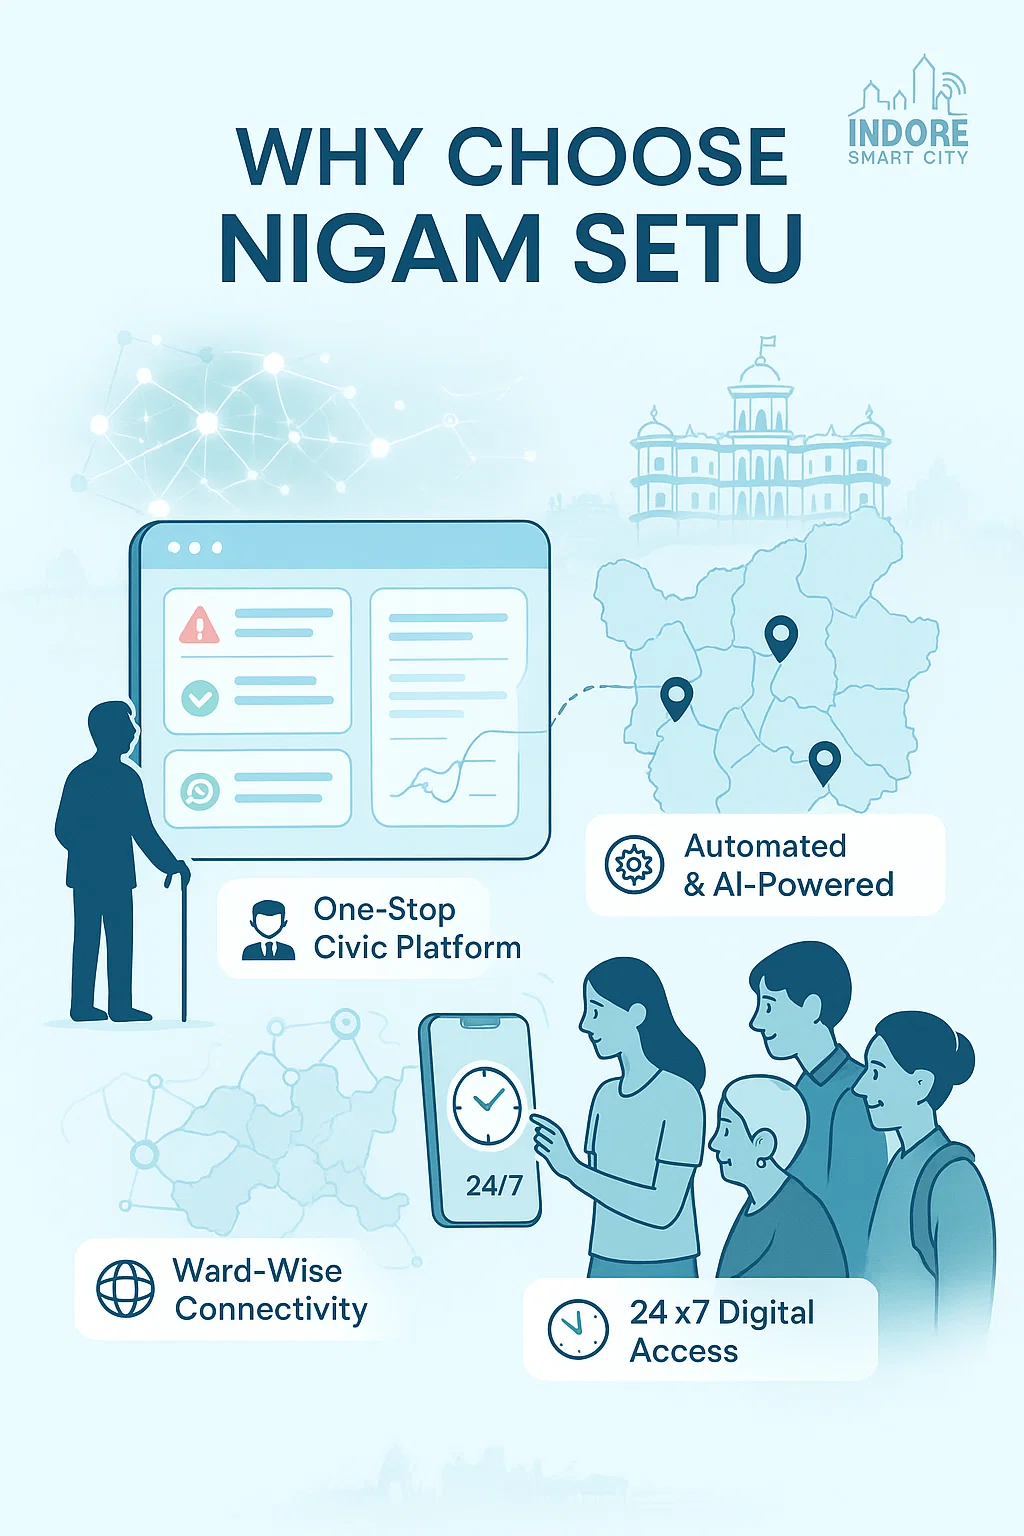 INDORE
SMART CITY
WHY CHOOSE
NIGAM SETU
Automated
& AI-Powered
One-Stop
Civic Platform
24/7
Ward-Wise
Connectivity
24 x7 Digital
Access